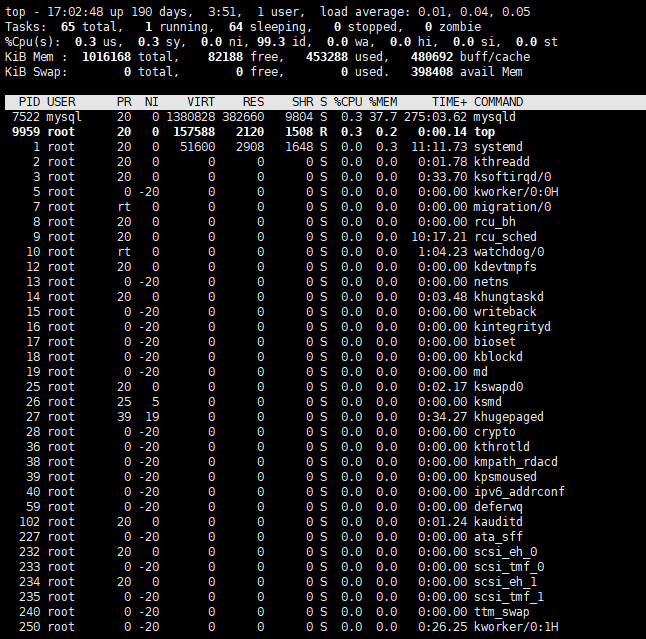 top - 17:02:48 up 190 days,  3:51,  1 user,  load average: 0.01, 0.04, 0.05
Tasks:  65 total,   1 running,  64 sleeping,   0 stopped,   0 zombie
%Cpu(s):  0.3 us,  0.3 sy,  0.0 ni, 99.3 id,  0.0 wa,  0.0 hi,  0.0 si,  0.0 st
KiB Mem :  1016168 total,    82188 free,   453288 used,   480692 buff/cache
KiB Swap:        0 total,        0 free,        0 used.   398408 avail Mem
  PID USER      PR  NI    VIRT    RES    SHR S %CPU %MEM     TIME+ COMMAND
 7522 mysql     20   0 1380828 382660   9804 S  0.3 37.7 275:03.62 mysqld
 9959 root      20   0  157588   2120   1508 R  0.3  0.2   0:00.14 top
    1 root      20   0   51600   2908   1648 S  0.0  0.3  11:11.73 systemd
    2 root      20   0       0      0      0 S  0.0  0.0   0:01.78 kthreadd
    3 root      20   0       0      0      0 S  0.0  0.0   0:33.70 ksoftirqd/0
    5 root       0 -20       0      0      0 S  0.0  0.0   0:00.00 kworker/0:0H
    7 root      rt   0       0      0      0 S  0.0  0.0   0:00.00 migration/0
    8 root      20   0       0      0      0 S  0.0  0.0   0:00.00 rcu_bh
    9 root      20   0       0      0      0 S  0.0  0.0  10:17.21 rcu_sched
   10 root      rt   0       0      0      0 S  0.0  0.0   1:04.23 watchdog/0
   12 root      20   0       0      0      0 S  0.0  0.0   0:00.00 kdevtmpfs
   13 root       0 -20       0      0      0 S  0.0  0.0   0:00.00 netns
   14 root      20   0       0      0      0 S  0.0  0.0   0:03.48 khungtaskd
   15 root       0 -20       0      0      0 S  0.0  0.0   0:00.00 writeback
   16 root       0 -20       0      0      0 S  0.0  0.0   0:00.00 kintegrityd
   17 root       0 -20       0      0      0 S  0.0  0.0   0:00.00 bioset
   18 root       0 -20       0      0      0 S  0.0  0.0   0:00.00 kblockd
   19 root       0 -20       0      0      0 S  0.0  0.0   0:00.00 md
   25 root      20   0       0      0      0 S  0.0  0.0   0:02.17 kswapd0
   26 root      25   5       0      0      0 S  0.0  0.0   0:00.00 ksmd
   27 root      39  19       0      0      0 S  0.0  0.0   0:34.27 khugepaged
   28 root       0 -20       0      0      0 S  0.0  0.0   0:00.00 crypto
   36 root       0 -20       0      0      0 S  0.0  0.0   0:00.00 kthrotld
   38 root       0 -20       0      0      0 S  0.0  0.0   0:00.00 kmpath_rdacd
   39 root       0 -20       0      0      0 S  0.0  0.0   0:00.00 kpsmoused
   40 root       0 -20       0      0      0 S  0.0  0.0   0:00.00 ipv6_addrconf
   59 root       0 -20       0      0      0 S  0.0  0.0   0:00.00 deferwq
  102 root      20   0       0      0      0 S  0.0  0.0   0:01.24 kauditd
  227 root       0 -20       0      0      0 S  0.0  0.0   0:00.00 ata_sff
  232 root      20   0       0      0      0 S  0.0  0.0   0:00.00 scsi_eh_0
  233 root       0 -20       0      0      0 S  0.0  0.0   0:00.00 scsi_tmf_0
  234 root      20   0       0      0      0 S  0.0  0.0   0:00.00 scsi_eh_1
  235 root       0 -20       0      0      0 S  0.0  0.0   0:00.00 scsi_tmf_1
  240 root       0 -20       0      0      0 S  0.0  0.0   0:00.00 ttm_swap
  250 root       0 -20       0      0      0 S  0.0  0.0   0:26.25 kworker/0:1H